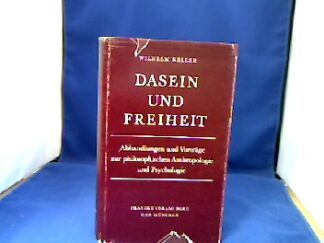 WILHELM KELLER
DASEIN
UND
FREIHEIT
Abhandlungen und Vorträge
zur philosophischen Anthropologie
und Psychologie
FRANCKE VERLAG BERN
UND MÜNCHEN